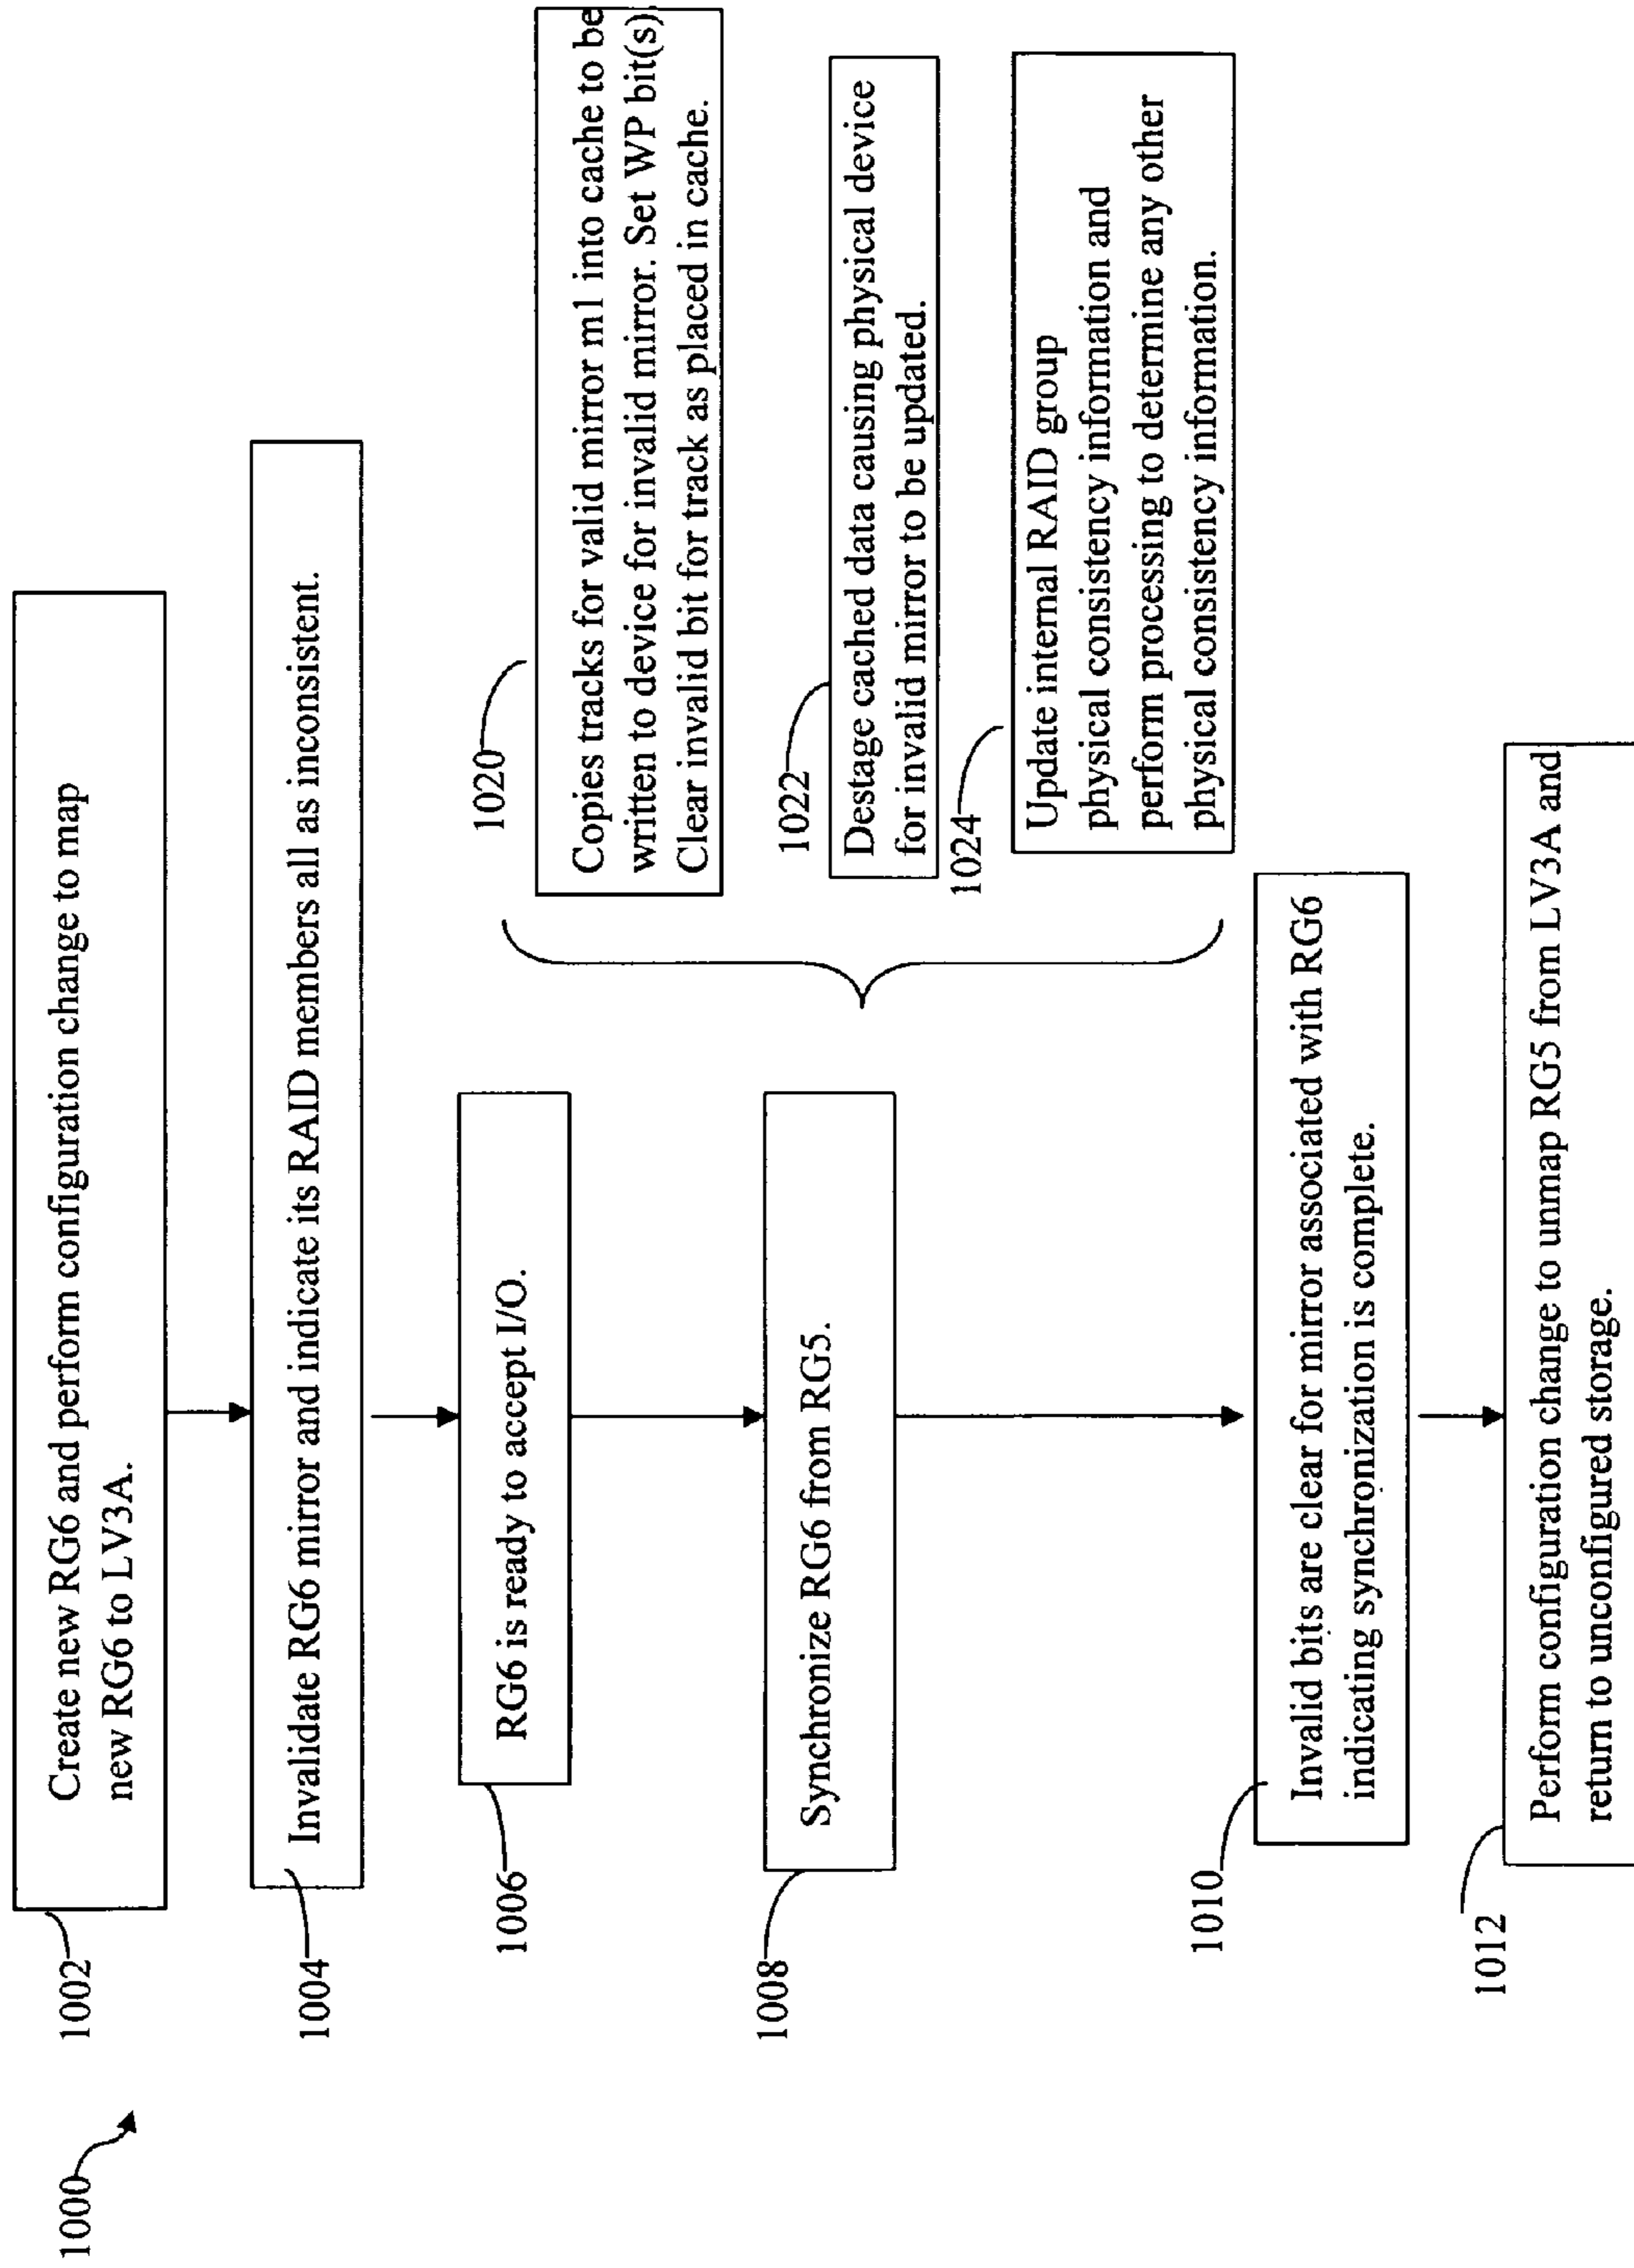 1000
1002
Create new RG6 and perform configuration change to map
new RG6 to LV3A.
1004
Invalidate RG6 mirror and indicate its RAID members all as inconsistent.
1006
RG6 is ready to accept I/O.
1008
Synchronize RG6 from RG5.
1020
Copies tracks for valid mirror m1 into cache to be
written to device for invalid mirror. Set WP bit(s)
Clear invalid bit for track as placed in cache.
1022
Destage cached data causing physical device
for invalid mirror to be updated.
1024
Update internal RAID group
physical consistency information and
perform processing to determine any other
physical consistency information.
1010
Invalid bits are clear for mirror associated with RG6
indicating synchronization is complete.
1012
Perform configuration change to unmap RG5 from LV3A and
return to unconfigured storage.